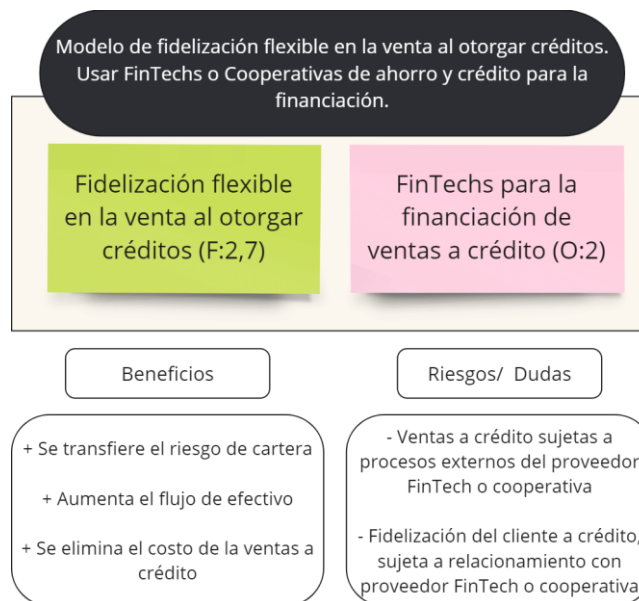 Modelo de fidelización flexible en la venta al otorgar créditos.
Usar FinTechs o Cooperativas de ahorro y crédito para la
financiación.
Fidelización flexible
en la venta al otorgar
créditos (F:2,7)
FinTechs para la
financiación de
ventas a crédito (O:2)
Beneficios
Riesgos/ Dudas
+ Se transfiere el riesgo de cartera
+ Aumenta el flujo de efectivo
+ Se elimina el costo de la ventas a
crédito
- Ventas a crédito sujetas a
procesos externos del proveedor
FinTech o cooperativa
- Fidelización del cliente a crédito,
sujeta a relacionamiento con
proveedor FinTech o cooperativa